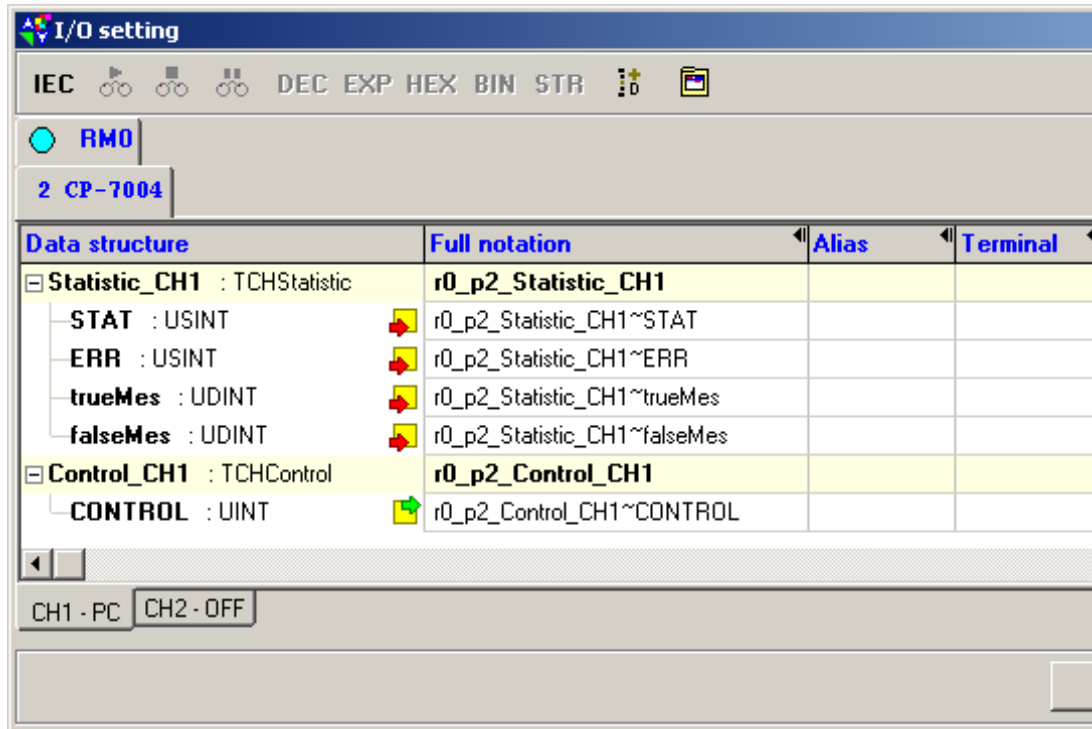 I/O setting
IEC DEC EXP HEX BIN STR D
RM0
2 CP-7004
Data structure Full notation Alias Terminal
Statistic_CH1 : TCHStatistic r0_p2_Statistic_CH1
STAT : USINT r0_p2_Statistic_CH1~STAT
ERR : USINT r0_p2_Statistic_CH1~ERR
trueMes : UDINT r0_p2_Statistic_CH1~trueMes
falseMes : UDINT r0_p2_Statistic_CH1~falseMes
Control_CH1 : TCHControl r0_p2_Control_CH1
CONTROL : UINT r0_p2_Control_CH1~CONTROL
CH1 - PC CH2 - OFF